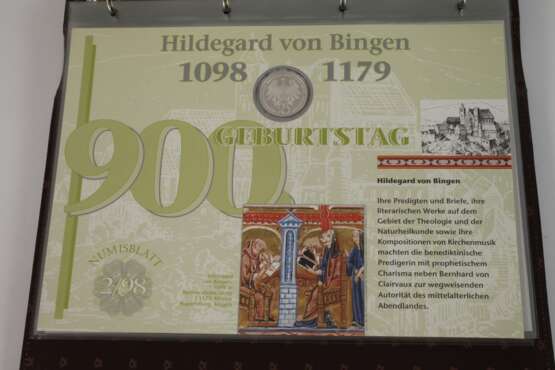 Hildegard von Bingen
1098 1179
900.
GEBURTSTAG
Hildegard von Bingen
Ihre Predigten und Briefe, ihre
literarischen Werke auf dem
Gebiet der Theologie und der
Naturheilkunde sowie ihre
Kompositionen von Kirchenmusik
machten die benediktinische
Predigerin mit prophetischem
Charisma neben Bernhard von
Clairvaux zur wegweisenden
Autorität des mittelalterlichen
Abendlandes.
NUMISBLATT
2/98